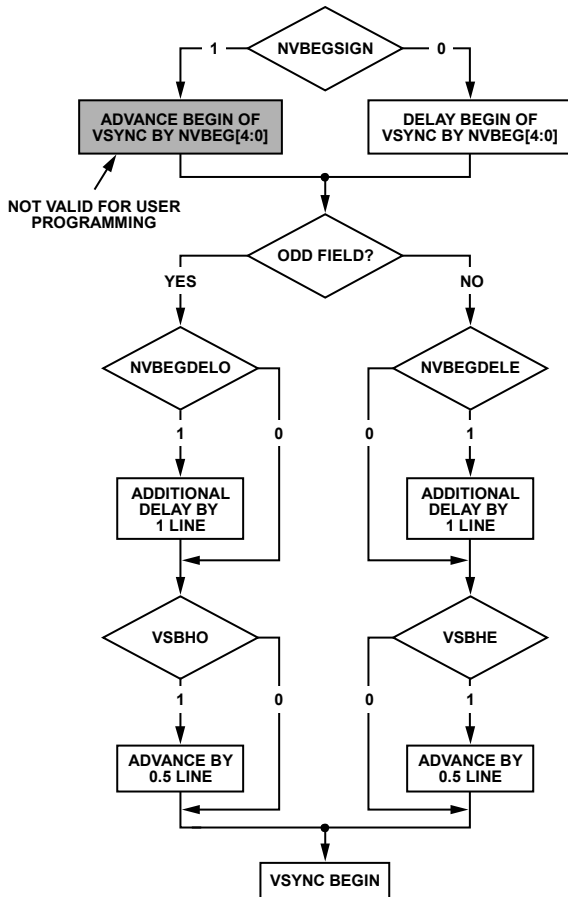 NVBEGSIGN
1
0
ADVANCE BEGIN OF
VSYNC BY NVBEG[4:0]
DELAY BEGIN OF
VSYNC BY NVBEG[4:0]
NOT VALID FOR USER
PROGRAMMING
ODD FIELD?
YES
NO
NVBEGDELO
NVBEGDELE
1
0
0
1
ADDITIONAL
DELAY BY
1 LINE
ADDITIONAL
DELAY BY
1 LINE
VSBHO
VSBHE
1
0
0
1
ADVANCE BY
0.5 LINE
ADVANCE BY
0.5 LINE
VSYNC BEGIN